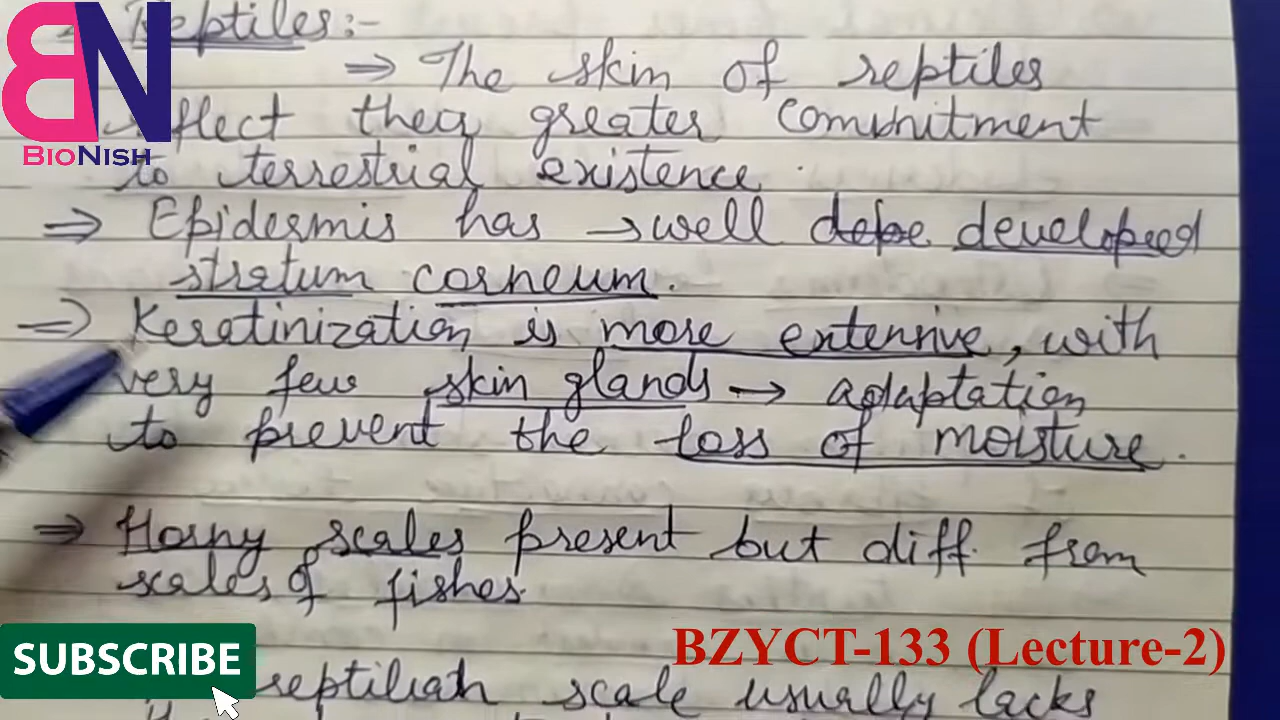 Reptiles:-
BN
BIONISH
⇒ The skin of reptiles
reflect their greater commitment
to terrestrial existence.
⇒ Epidermis has → well developed
stratum corneum.
⇒ Keratinization is more extensive, with
very few skin glands → adaptation
to prevent the loss of moisture.
⇒ Horny scales present but diff. from
scales of fishes.
SUBSCRIBE
BZYCT-133 (Lecture-2)
reptilian scale usually lacks